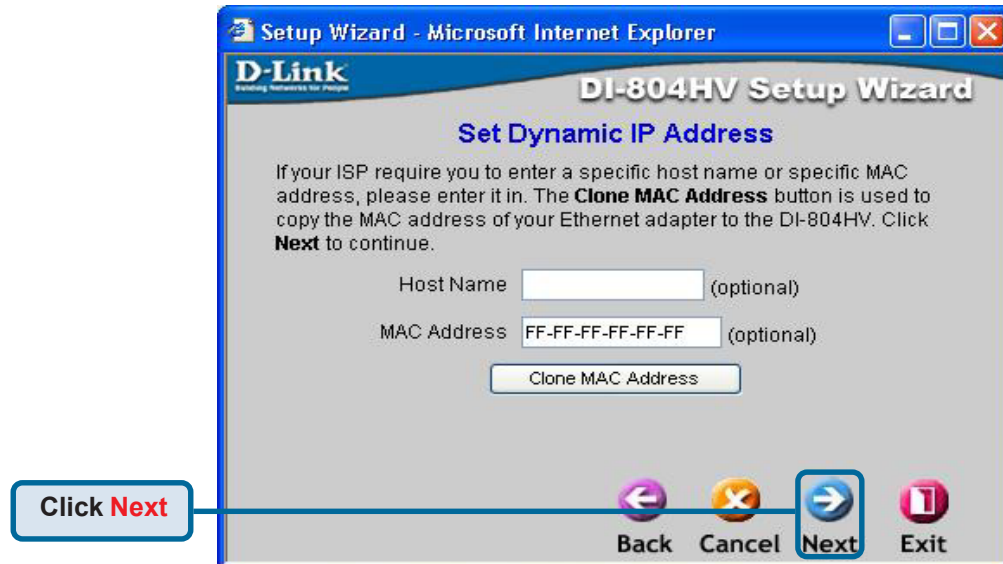 Setup Wizard - Microsoft Internet Explorer
D-Link
Building Networks for People
DI-804HV Setup Wizard
Set Dynamic IP Address
If your ISP require you to enter a specific host name or specific MAC
address, please enter it in. The Clone MAC Address button is used to
copy the MAC address of your Ethernet adapter to the DI-804HV. Click
Next to continue.
Host Name (optional)
MAC Address FF-FF-FF-FF-FF-FF (optional)
Clone MAC Address
Click Next
Back Cancel Next Exit